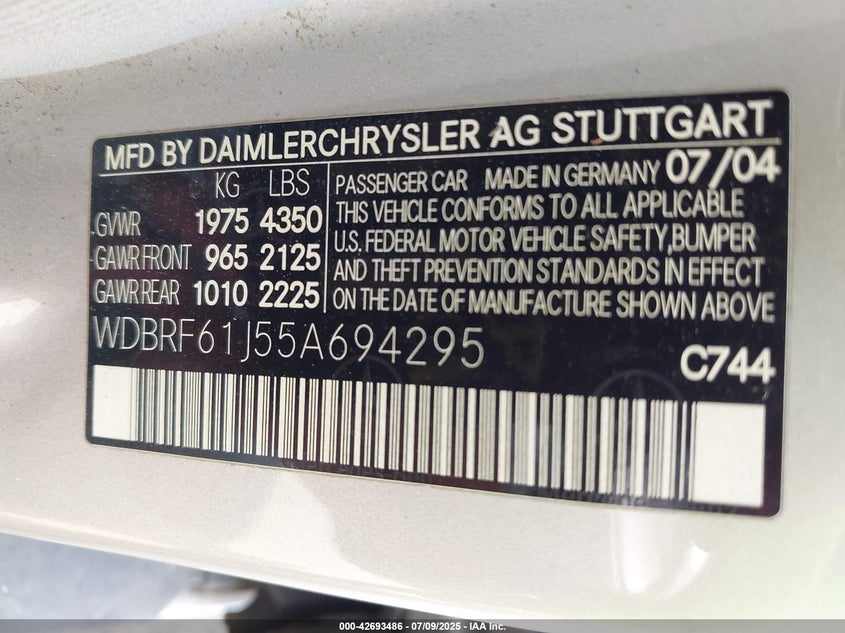 MFD BY DAIMLERCHRYSLER AG STUTTGART
KG LBS
GVWR 1975 4350
GAWR FRONT 965 2125
GAWR REAR 1010 2225
PASSENGER CAR MADE IN GERMANY 07/04
THIS VEHICLE CONFORMS TO ALL APPLICABLE
U.S. FEDERAL MOTOR VEHICLE SAFETY,BUMPER
AND THEFT PREVENTION STANDARDS IN EFFECT
ON THE DATE OF MANUFACTURE SHOWN ABOVE
WDBRF61J55A694295
C744
000-42693486 - 07/09/2025 - IAA Inc.